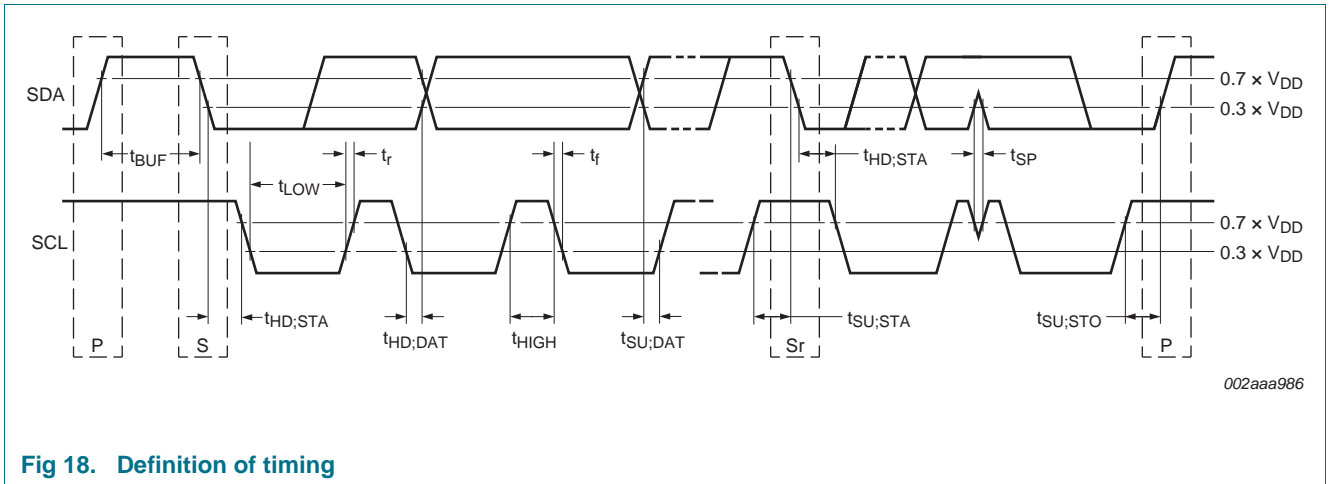 SDA
0.7 × VDD
0.3 × VDD
tBUF
tr
tf
tHD;STA
tSP
tLOW
SCL
0.7 × VDD
0.3 × VDD
tHD;STA
tHD;DAT
tHIGH
tSU;DAT
tSU;STA
tSU;STO
P
S
Sr
P
002aaa986
Fig 18. Definition of timing